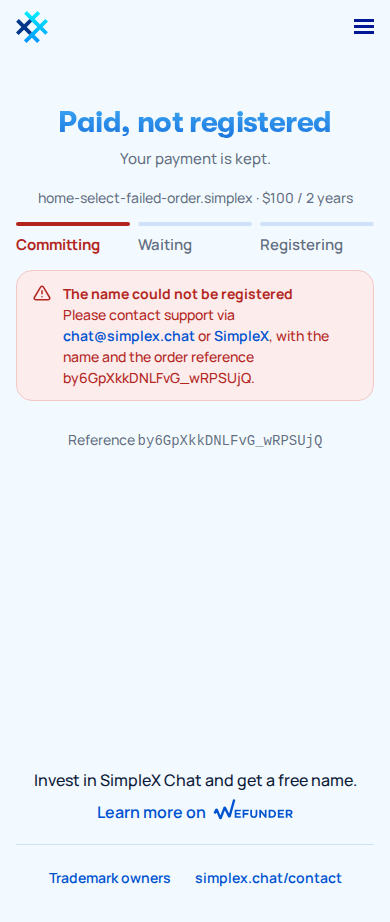 Paid, not registered
Your payment is kept.
home-select-failed-order.simplex · $100 / 2 years
Committing
Waiting
Registering
The name could not be registered
Please contact support via
chat@simplex.chat or SimpleX, with the
name and the order reference
by6GpXkkDNLFvG_wRPSUjQ.
Reference by6GpXkkDNLFvG_wRPSUjQ
Invest in SimpleX Chat and get a free name.
Learn more on WEFUNDER
Trademark owners
simplex.chat/contact